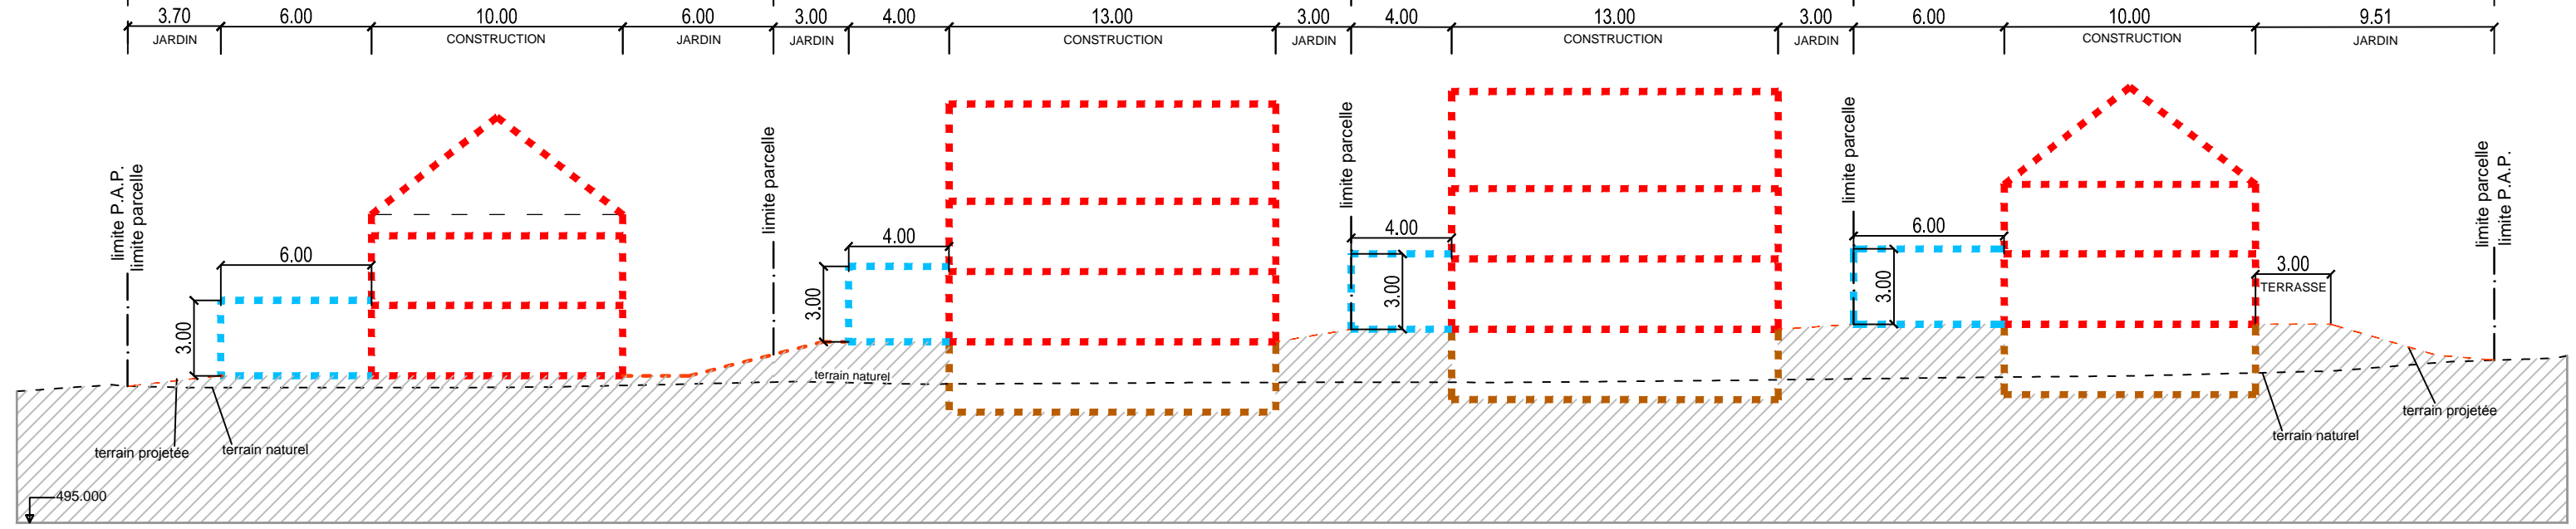 3.70 6.00 10.00 6.00 3.00 4.00 13.00 3.00 4.00 13.00 3.00 6.00 10.00 9.51
JARDIN CONSTRUCTION JARDIN JARDIN CONSTRUCTION JARDIN CONSTRUCTION JARDIN CONSTRUCTION JARDIN
limite P.A.P.
limite parcelle
limite parcelle
limite parcelle
limite parcelle
limite parcelle
limite P.A.P.
6.00
3.00
4.00
3.00
4.00
3.00
6.00
3.00
3.00
TERRASSE
terrain naturel
terrain projetée
terrain naturel
terrain projetée
terrain naturel
495.000